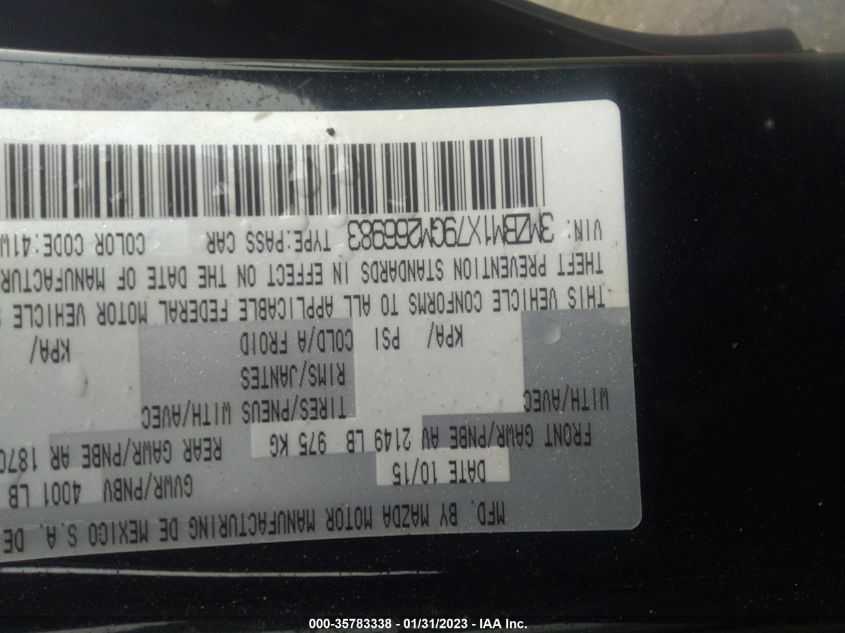 MFD. BY MAZDA MOTOR MANUFACTURING DE MEXICO S.A. DE
DATE 10/15 GVWR/PNBV 4001 LB
FRONT GAWR/PNBE AV 2149 LB 975 KG REAR GAWR/PNBE AR 1870
WITH/AVEC TIRES/PNEUS WITH/AVEC
RIMS/JANTES
KPA/ PSI COLD/A FROID KPA/
THIS VEHICLE CONFORMS TO ALL APPLICABLE FEDERAL MOTOR VEHICLE
THEFT PREVENTION STANDARDS IN EFFECT ON THE DATE OF MANUFACTUR
VIN: 3MZBM1X79GM266983 TYPE:PASS CAR COLOR CODE:41W
000-35783338 - 01/31/2023 - IAA Inc.